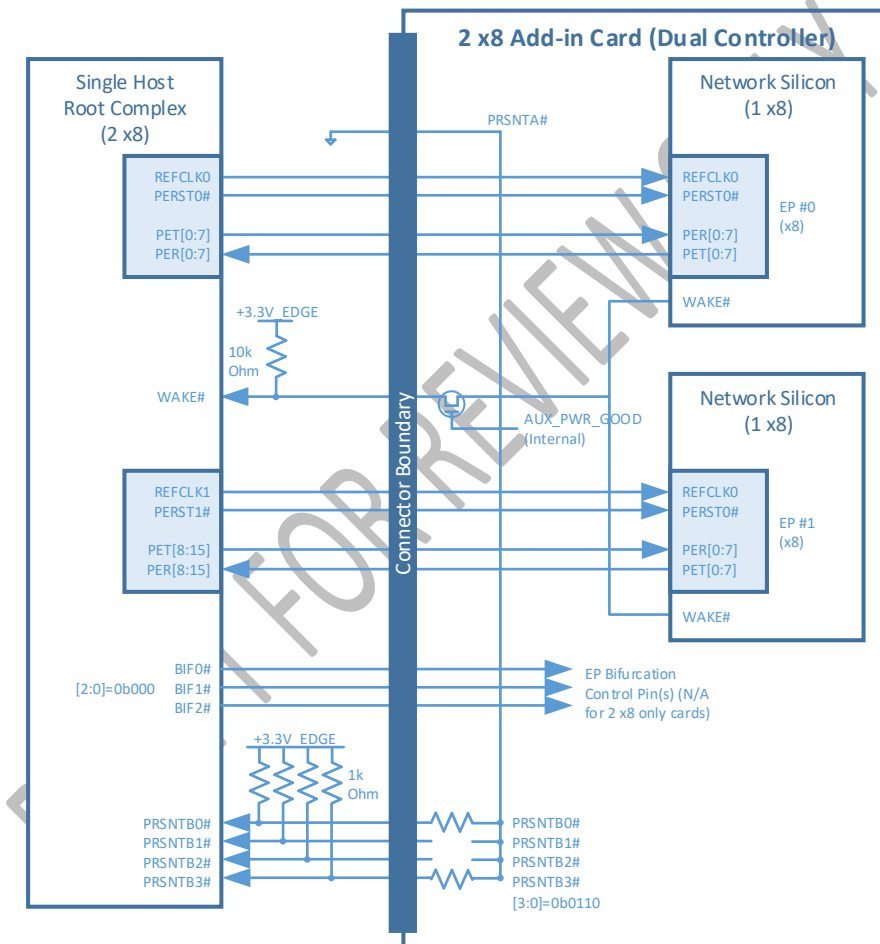 2 x8 Add-in Card (Dual Controller)
Single Host
Root Complex
(2 x8)
Network Silicon
(1 x8)
PRSNTA#
REFCLK0
PERST0#
PET[0:7]
PER[0:7]
REFCLK0
PERST0#
PER[0:7]
PET[0:7]
EP #0
(x8)
WAKE#
+3.3V_EDGE
10k
Ohm
WAKE#
Connector Boundary
AUX_PWR_GOOD
(Internal)
Network Silicon
(1 x8)
REFCLK1
PERST1#
PET[8:15]
PER[8:15]
REFCLK0
PERST0#
PER[0:7]
PET[0:7]
EP #1
(x8)
WAKE#
BIF0#
[2:0]=0b000 BIF1#
BIF2#
EP Bifurcation
Control Pin(s) (N/A
for 2 x8 only cards)
+3.3V_EDGE
1k
Ohm
PRSNTB0#
PRSNTB1#
PRSNTB2#
PRSNTB3#
PRSNTB0#
PRSNTB1#
PRSNTB2#
PRSNTB3#
[3:0]=0b0110
FOR REVIEW